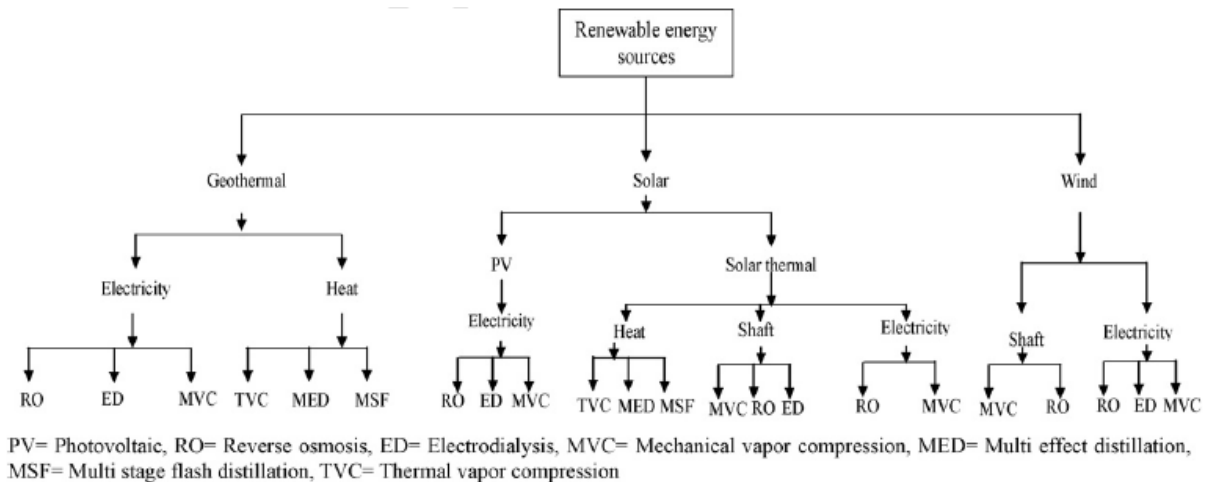 Renewable energy
sources
Geothermal
Solar
Wind
PV
Solar thermal
Electricity
Heat
Electricity
Heat
Shaft
Electricity
Shaft
Electricity
RO
ED
MVC
TVC
MED
MSF
RO
ED
MVC
TVC
MED
MSF
MVC
RO
ED
RO
MVC
MVC
RO
RO
ED
MVC
PV= Photovoltaic, RO= Reverse osmosis, ED= Electrodialysis, MVC= Mechanical vapor compression, MED= Multi effect distillation,
MSF= Multi stage flash distillation, TVC= Thermal vapor compression